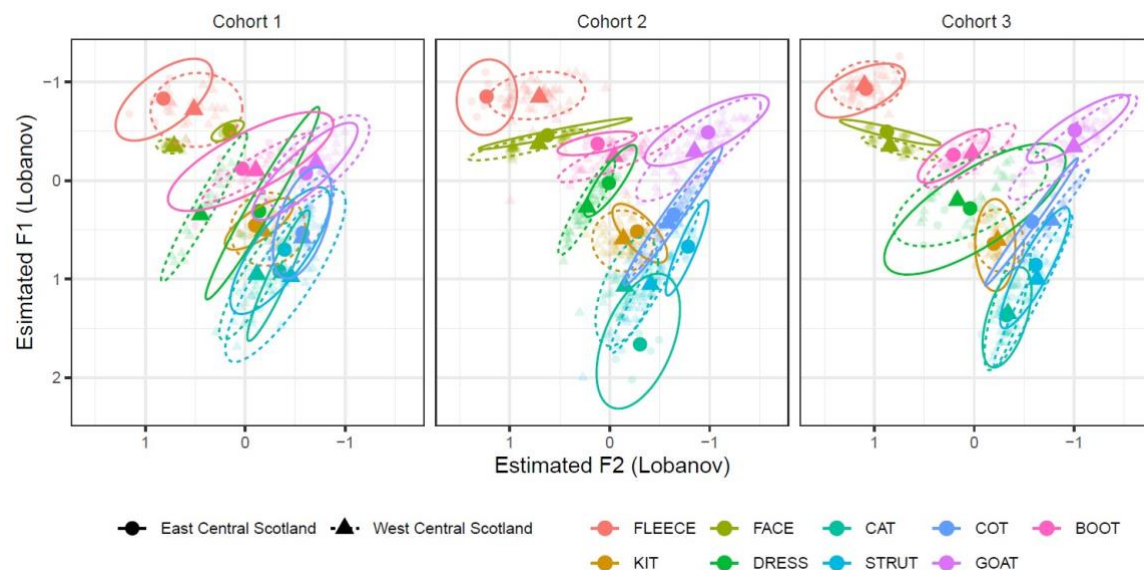 Cohort 1 Cohort 2 Cohort 3
Esimtated F1 (Lobanov)
−1
0
1
2
1 0 −1 1 0 −1 1 0 −1
Estimated F2 (Lobanov)
East Central Scotland West Central Scotland FLEECE FACE CAT COT BOOT
KIT DRESS STRUT GOAT